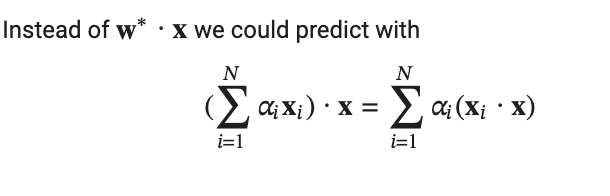 Instead of w* · x we could predict with
(∑_{i=1}^{N} α_i x_i) · x = ∑_{i=1}^{N} α_i (x_i · x)